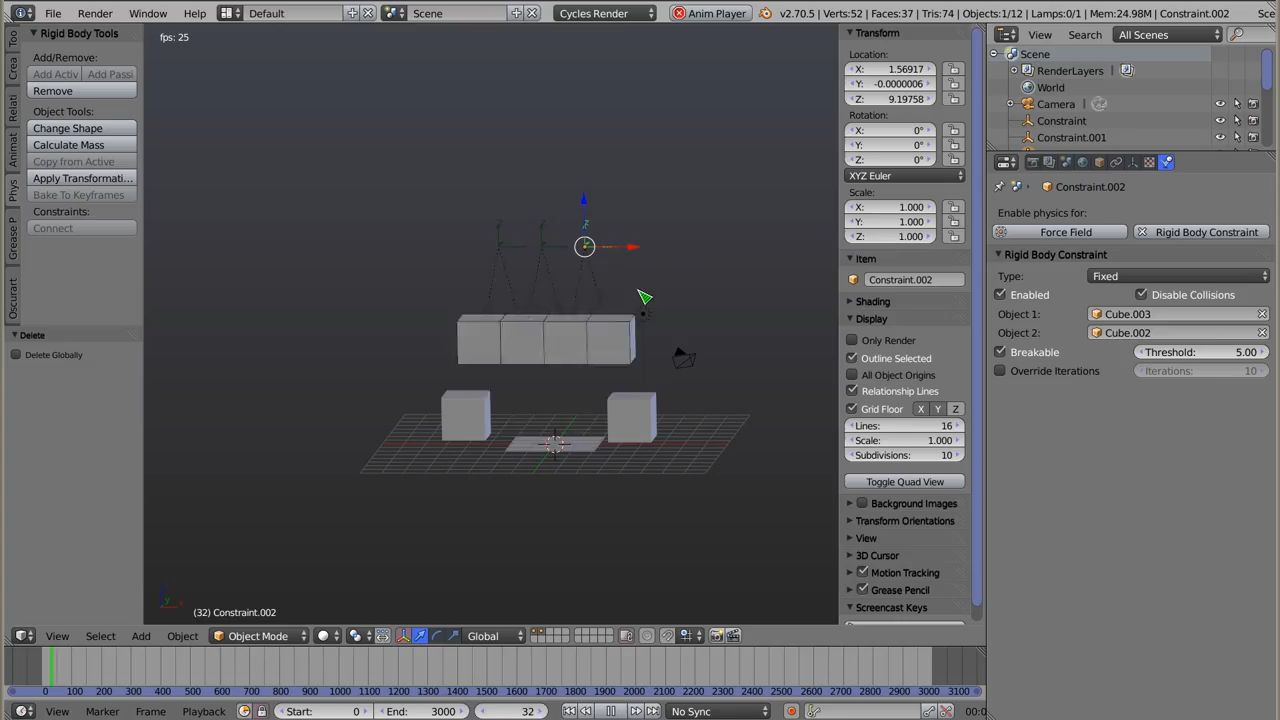 File Render Window Help Default Scene Cycles Render Anim Player v2.70.5 | Verts:52 | Faces:37 | Tris:74 | Objects:1/12 | Lamps:0/1 | Mem:24.98M | Constraint.002
Rigid Body Tools
Add/Remove:
Add Activ Add Passi
Remove
Object Tools:
Change Shape
Calculate Mass
Copy from Active
Apply Transformati...
Bake To Keyframes
Constraints:
Connect
Delete
Delete Globally
Too
Crea
Relati
Animat
Phys
Grease P
Oscurart
fps: 25
(32) Constraint.002
Transform
Location:
X: 1.56917
Y: -0.0000006
Z: 9.19758
Rotation:
X: 0°
Y: 0°
Z: 0°
XYZ Euler
Scale:
X: 1.000
Y: 1.000
Z: 1.000
Item
Constraint.002
Shading
Display
Only Render
Outline Selected
All Object Origins
Relationship Lines
Grid Floor X Y Z
Lines: 16
Scale: 1.000
Subdivisions: 10
Toggle Quad View
Background Images
Transform Orientations
View
3D Cursor
Motion Tracking
Grease Pencil
Screencast Keys
View Search All Scenes
Scene
RenderLayers
World
Camera
Constraint
Constraint.001
Constraint.002
Enable physics for:
Force Field Rigid Body Constraint
Rigid Body Constraint
Type: Fixed
Enabled Disable Collisions
Object 1: Cube.003
Object 2: Cube.002
Breakable Threshold: 5.00
Override Iterations Iterations: 10
View Select Add Object Object Mode Global
0 100 200 300 400 500 600 700 800 900 1000 1100 1200 1300 1400 1500 1600 1700 1800 1900 2000 2100 2200 2300 2400 2500 2600 2700 2800 2900 3000 3100
View Marker Frame Playback Start: 0 End: 3000 32 No Sync